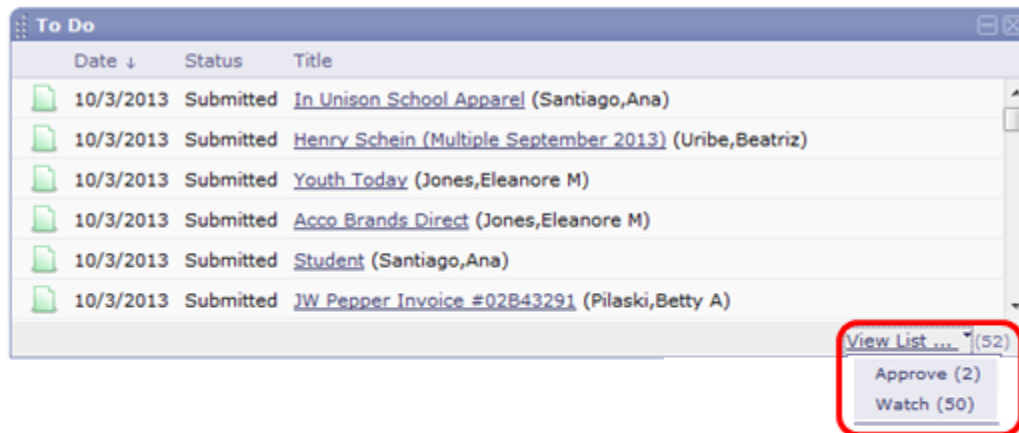 To Do
Date ↓ Status Title
10/3/2013 Submitted In Unison School Apparel (Santiago,Ana)
10/3/2013 Submitted Henry Schein (Multiple September 2013) (Uribe,Beatriz)
10/3/2013 Submitted Youth Today (Jones,Eleanore M)
10/3/2013 Submitted Acco Brands Direct (Jones,Eleanore M)
10/3/2013 Submitted Student (Santiago,Ana)
10/3/2013 Submitted JW Pepper Invoice #02B43291 (Pilaski,Betty A)
View List ... (52)
Approve (2)
Watch (50)